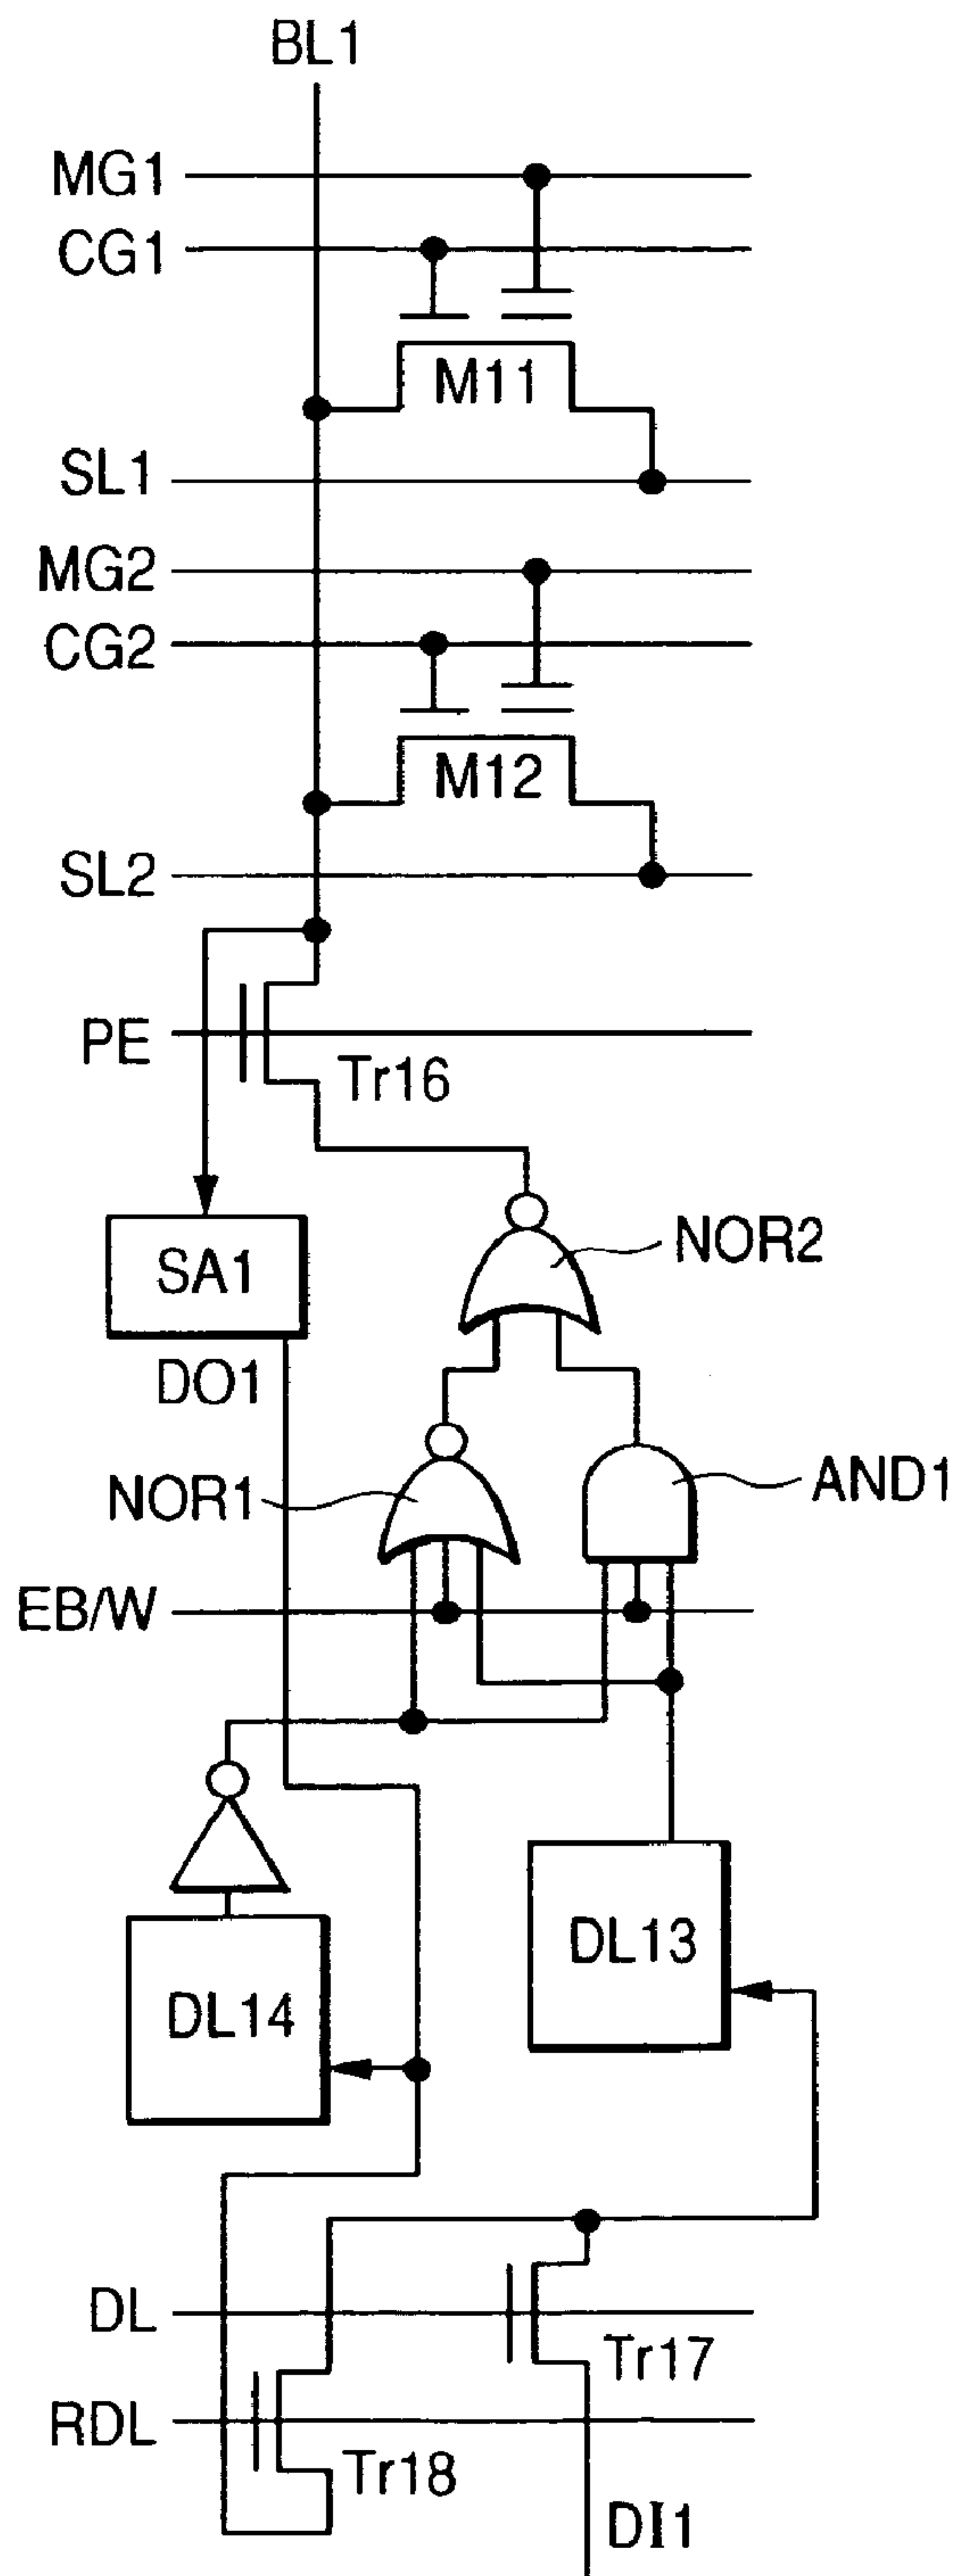 BL1
MG1
CG1
M11
SL1
MG2
CG2
M12
SL2
PE
Tr16
NOR2
SA1
DO1
NOR1
AND1
EB/W
DL13
DL14
DL
Tr17
RDL
Tr18
DI1